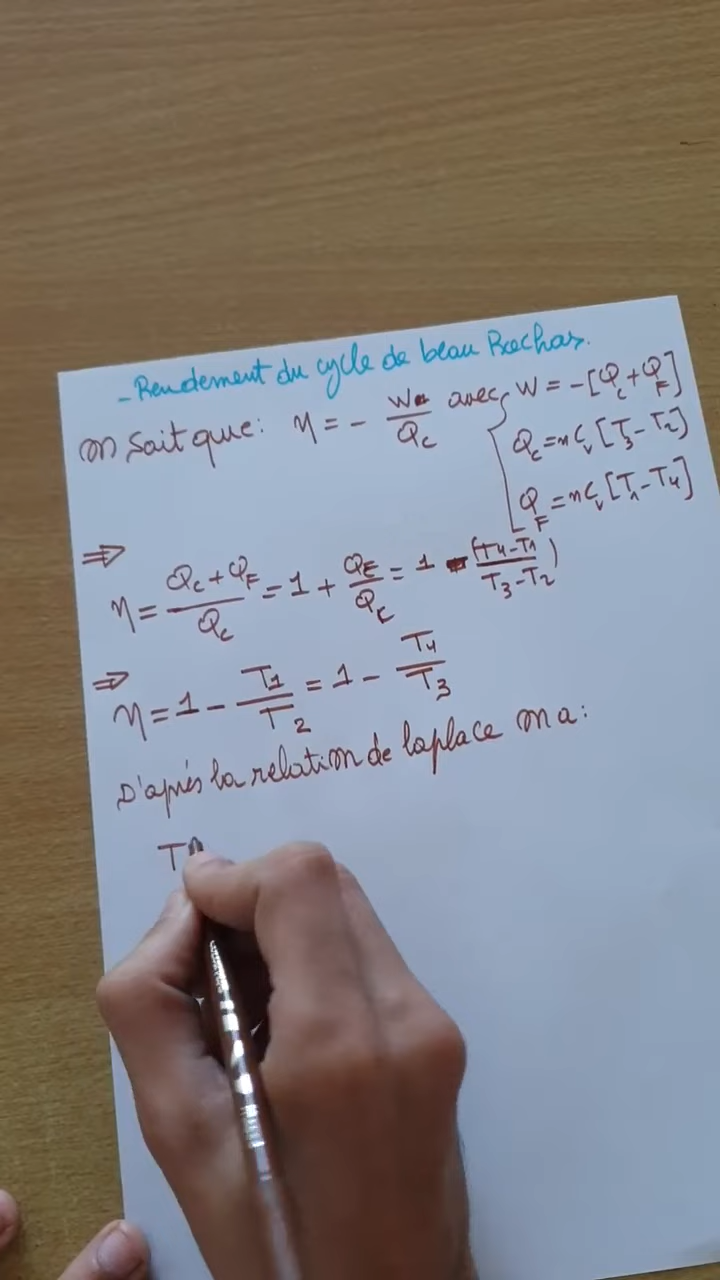 - Rendement du cycle de beau Rochas.
on sait que: η = - W/Qc avec { W = -[Qc + QF]
Qc = n Cv [T3 - T2]
QF = n Cv [T1 - T4]
⇒
η = (Qc + QF)/Qc = 1 + QF/Qc = 1 - (T4 - T1 / T3 - T2)
⇒
η = 1 - T1/T2 = 1 - T4/T3
D'après la relation de laplace on a:
T